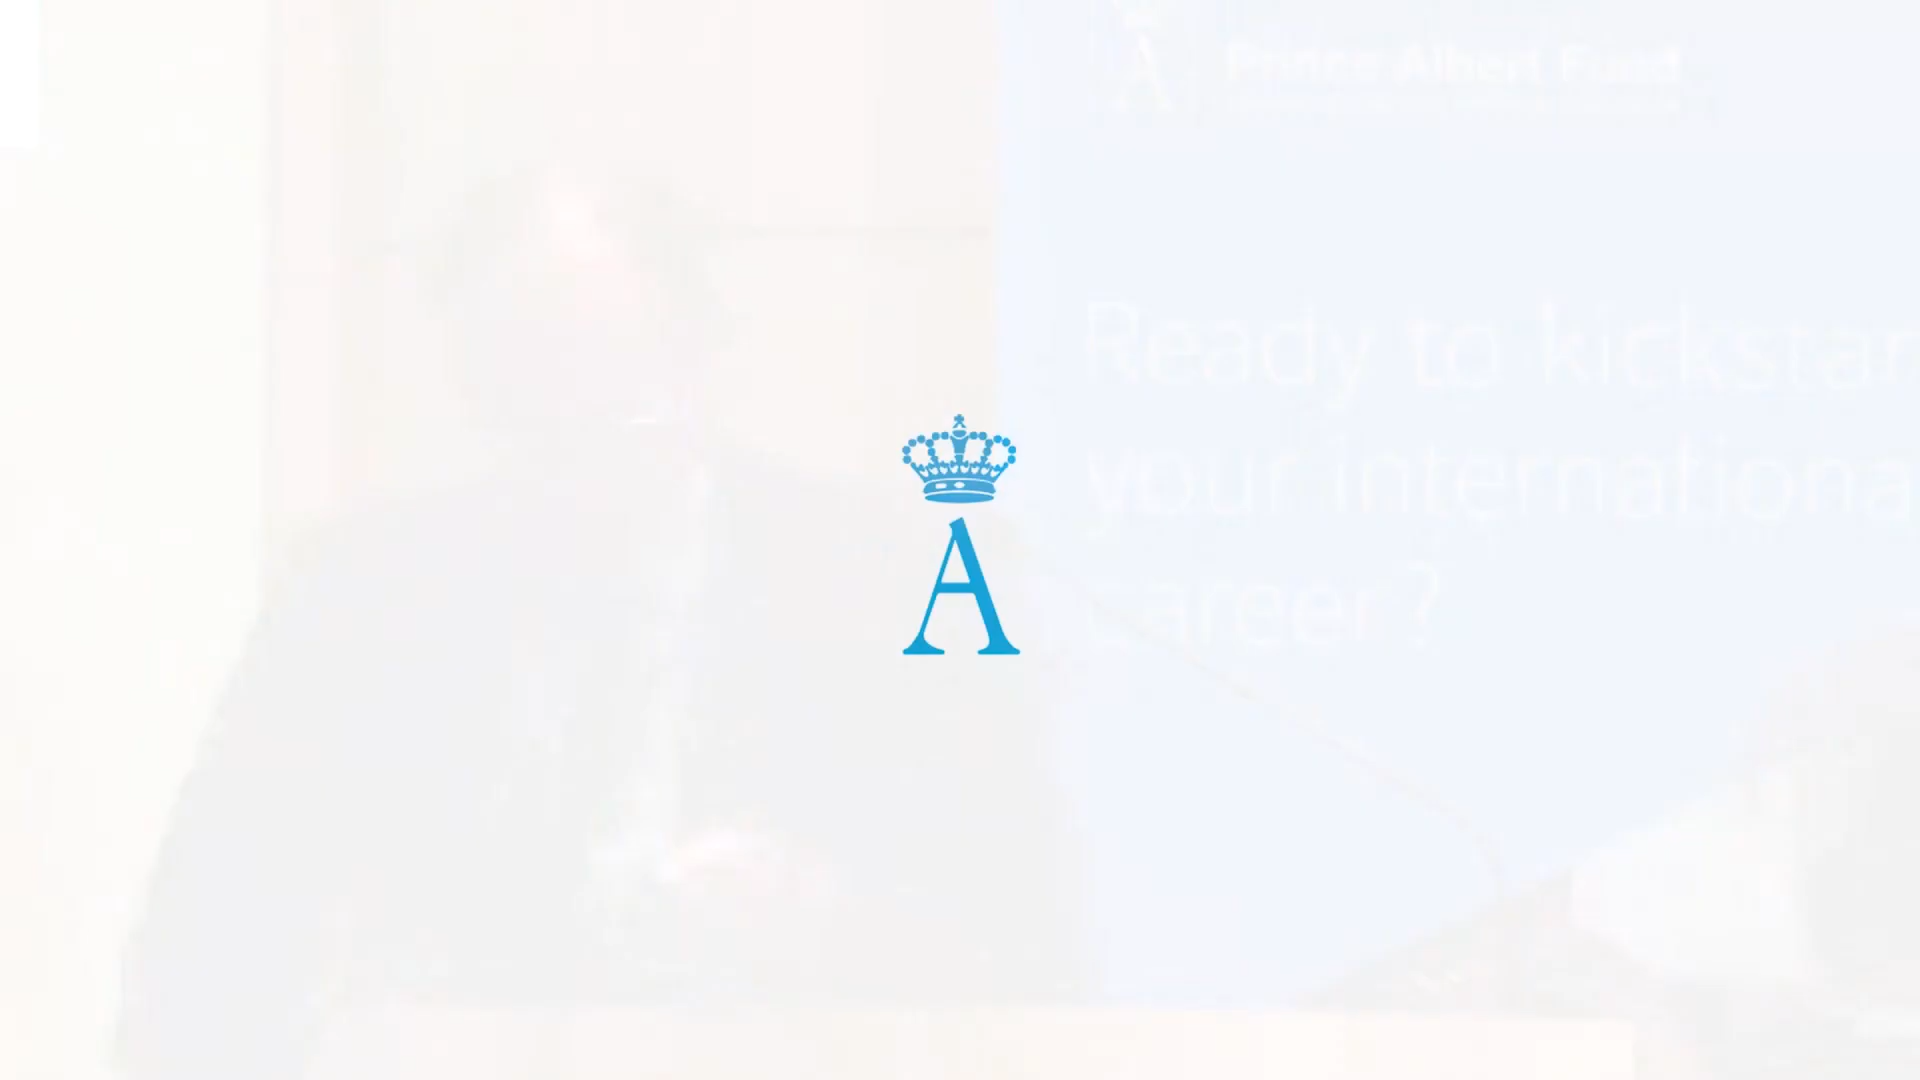 Prince Albert Fund
Ready to kickstar
your internationa
career?
A